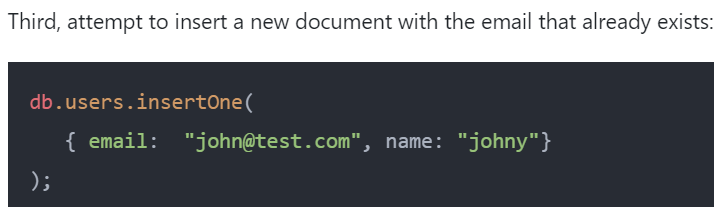 Third, attempt to insert a new document with the email that already exists:
db.users.insertOne(
{ email:  "john@test.com", name: "johny"}
);